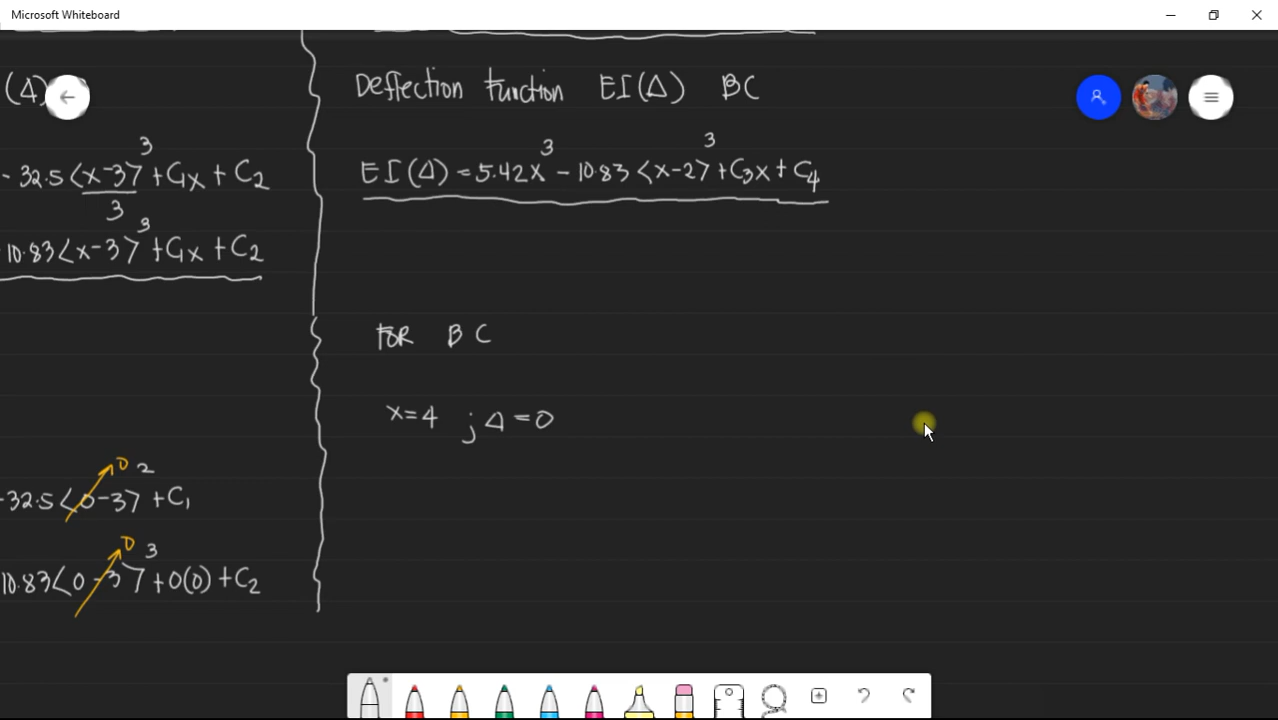 Microsoft Whiteboard
(Δ)
- 32.5 <x-3>³ + C₁x + C₂
3
10.83 <x-3>³ + C₁x + C₂
-32.5 <0-3>² + C₁
0
10.83 <0-3>³ + 0(0) + C₂
0
Deflection Function EI(Δ) BC
EI(Δ) = 5.42x³ - 10.83 <x-2>³ + C₃x + C₄
FOR BC
x=4 ; Δ=0